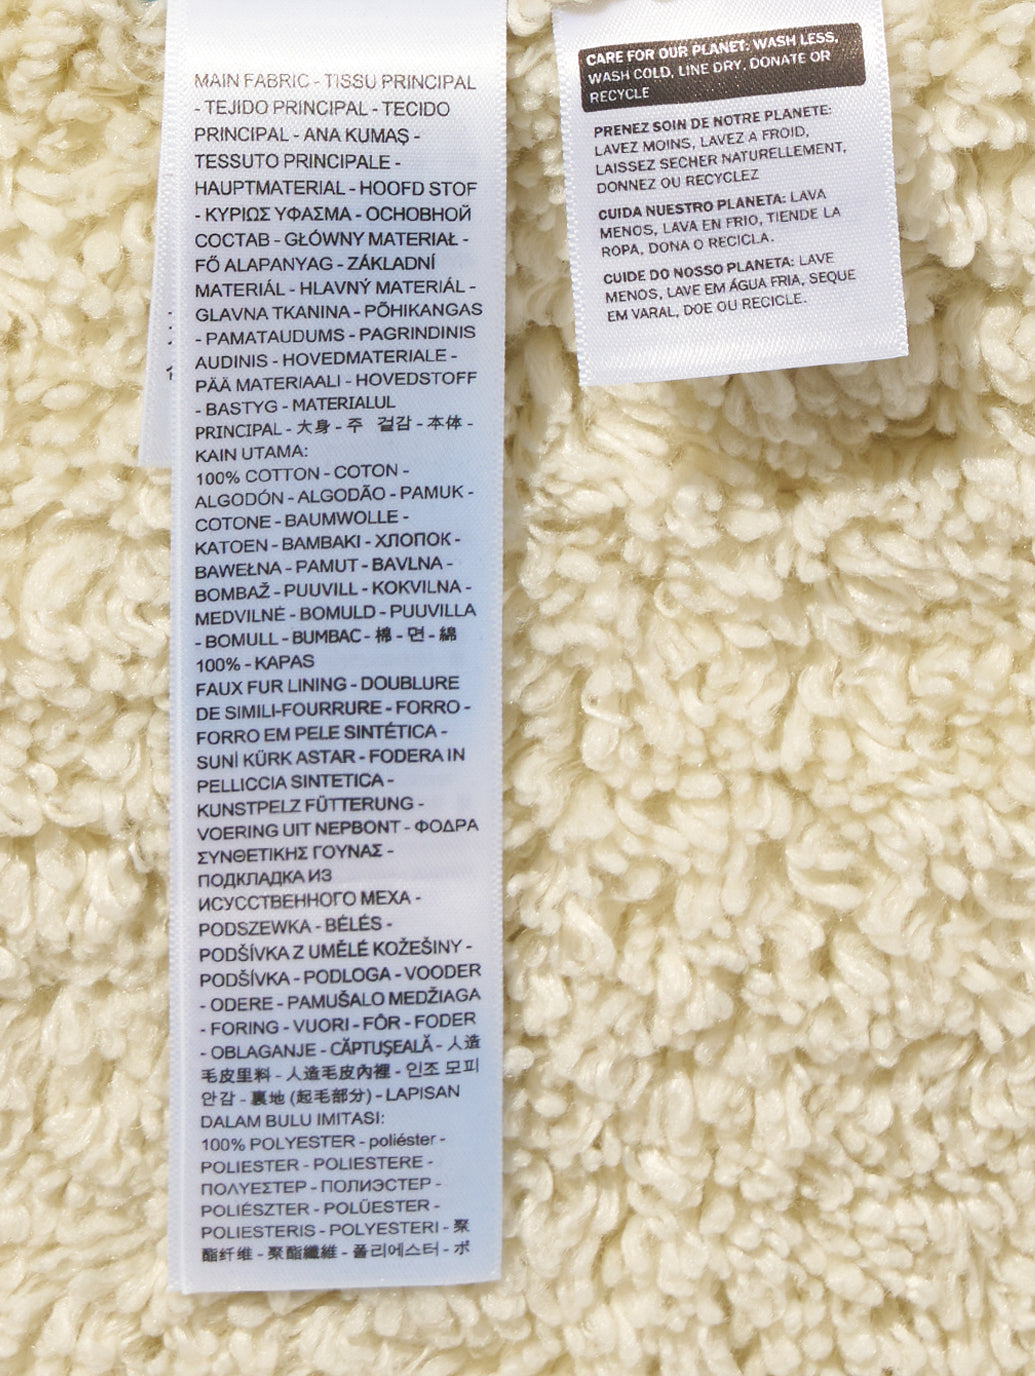 MAIN FABRIC - TISSU PRINCIPAL
- TEJIDO PRINCIPAL - TECIDO
PRINCIPAL - ANA KUMAŞ -
TESSUTO PRINCIPALE -
HAUPTMATERIAL - HOOFD STOF
- ΚΥΡΙΩΣ ΥΦΑΣΜΑ - ОСНОВНОЙ
СОСТАВ - GŁÓWNY MATERIAŁ -
FŐ ALAPANYAG - ZÁKLADNÍ
MATERIÁL - HLAVNÝ MATERIÁL -
GLAVNA TKANINA - PÕHIKANGAS
- PAMATAUDUMS - PAGRINDINIS
AUDINIS - HOVEDMATERIALE -
PÄÄ MATERIAALI - HOVEDSTOFF
- BASTYG - MATERIALUL
PRINCIPAL - 大身 - 주 겉감 - 本体 -
KAIN UTAMA:
100% COTTON - COTON -
ALGODÓN - ALGODÃO - PAMUK -
COTONE - BAUMWOLLE -
KATOEN - ΒΑΜΒΑΚΙ - ХЛОПОК -
BAWEŁNA - PAMUT - BAVLNA -
BOMBAŽ - PUUVILL - KOKVILNA -
MEDVILNĖ - BOMULD - PUUVILLA
- BOMULL - BUMBAC - 棉 - 면 - 綿
100% - KAPAS
FAUX FUR LINING - DOUBLURE
DE SIMILI-FOURRURE - FORRO -
FORRO EM PELE SINTÉTICA -
SUNİ KÜRK ASTAR - FODERA IN
PELLICCIA SINTETICA -
KUNSTPELZ FÜTTERUNG -
VOERING UIT NEPBONT - ΦΟΔΡΑ
ΣΥΝΘΕΤΙΚΗΣ ΓΟΥΝΑΣ -
ПОДКЛАДКА ИЗ
ИСУССТВЕННОГО МЕХА -
PODSZEWKA - BÉLÉS -
PODŠÍVKA Z UMĚLÉ KOŽEŠINY -
PODŠÍVKA - PODLOGA - VOODER
- ODERE - PAMUŠALO MEDŽIAGA
- FORING - VUORI - FÔR - FODER
- OBLAGANJE - CĂPTUŞEALĂ - 人造
毛皮里料 - 人造毛皮內裡 - 인조 모피
안감 - 裏地 (起毛部分) - LAPISAN
DALAM BULU IMITASI:
100% POLYESTER - poliéster -
POLIESTER - POLIESTERE -
ΠΟΛΥΕΣΤΕΡ - ПОЛИЭСТЕР -
POLIÉSZTER - POLÜESTER -
POLIESTERIS - POLYESTERI - 聚
酯纤维 - 聚酯纖維 - 폴리에스터 - ポ
CARE FOR OUR PLANET: WASH LESS,
WASH COLD, LINE DRY, DONATE OR
RECYCLE
PRENEZ SOIN DE NOTRE PLANETE:
LAVEZ MOINS, LAVEZ A FROID,
LAISSEZ SECHER NATURELLEMENT,
DONNEZ OU RECYCLEZ
CUIDA NUESTRO PLANETA: LAVA
MENOS, LAVA EN FRIO, TIENDE LA
ROPA, DONA O RECICLA.
CUIDE DO NOSSO PLANETA: LAVE
MENOS, LAVE EM ÁGUA FRIA, SEQUE
EM VARAL, DOE OU RECICLE.